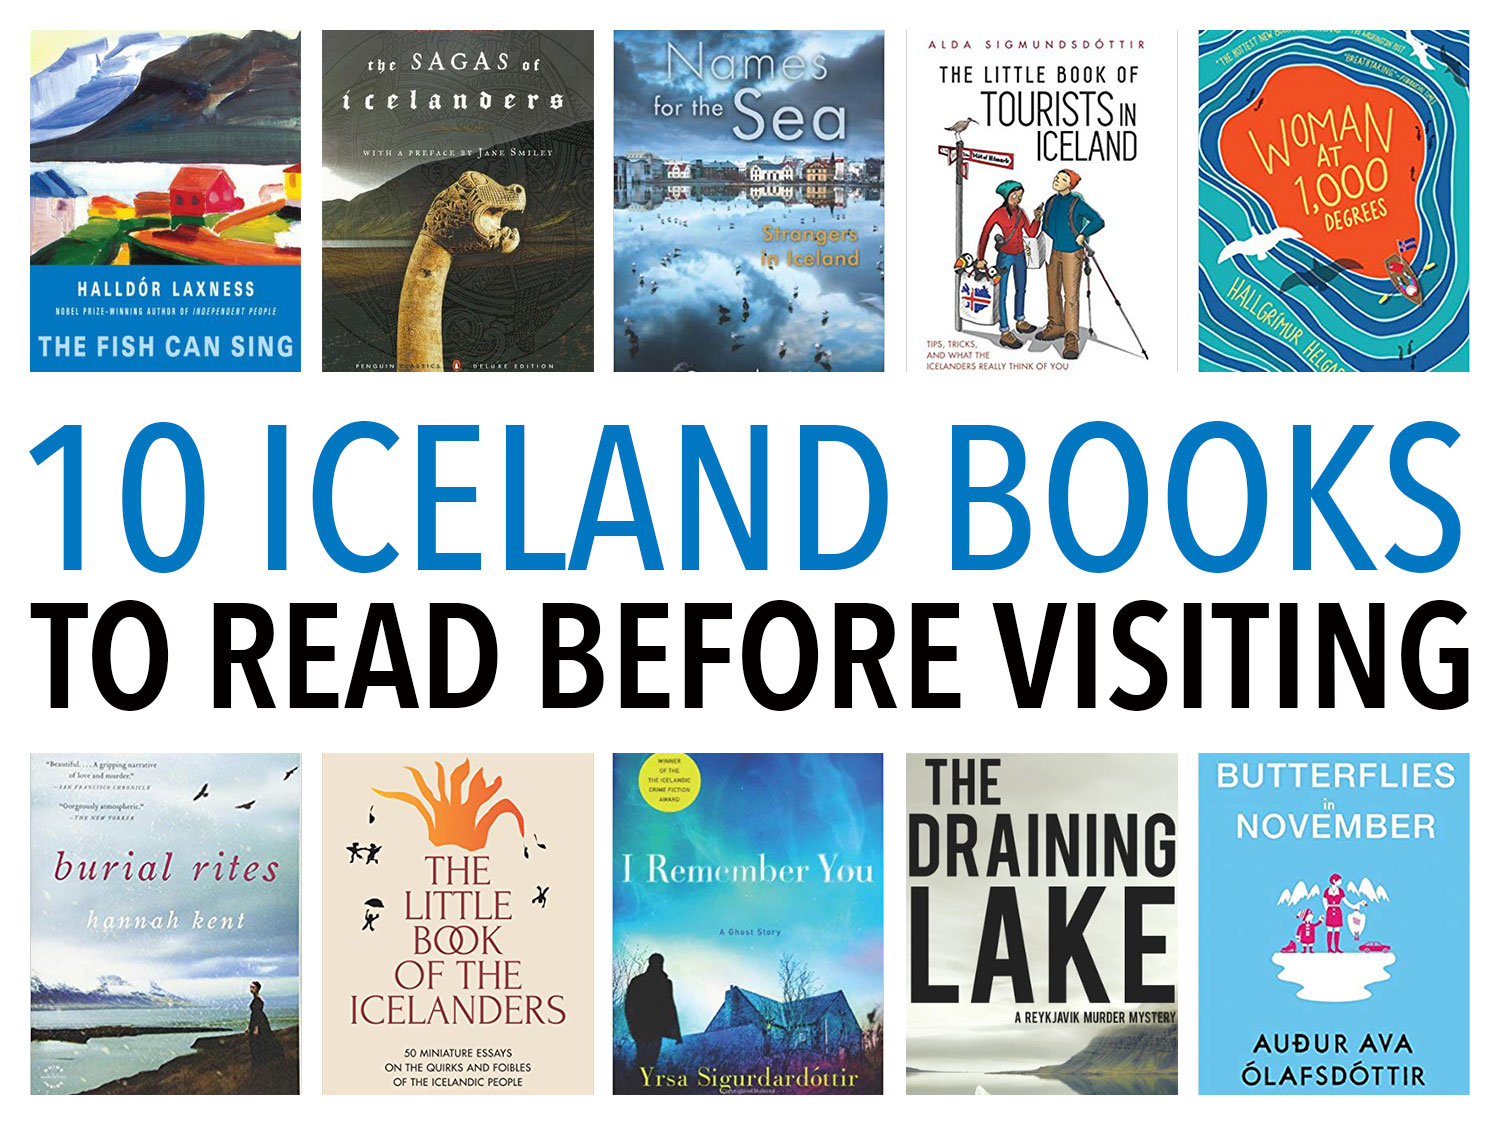 HALLDÓR LAXNESS
NOBEL PRIZE-WINNING AUTHOR OF INDEPENDENT PEOPLE
THE FISH CAN SING
the SAGAS of
icelanders
WITH A PREFACE BY JANE SMILEY
PENGUIN CLASSICS DELUXE EDITION
Names
for the Sea
Strangers
in Iceland
ALDA SIGMUNDSDÓTTIR
THE LITTLE BOOK OF
TOURISTS IN
ICELAND
TIPS, TRICKS,
AND WHAT THE
ICELANDERS REALLY THINK OF YOU
"BREATHTAKING"
WOMAN
AT
1,000
DEGREES
HALLGRÍMUR HELGAS
10 ICELAND BOOKS
TO READ BEFORE VISITING
"Beautiful. . . . A gripping narrative
of love and murder."
—SAN FRANCISCO CHRONICLE
"Gorgeously atmospheric."
—THE NEW YORKER
burial rites
hannah kent
THE
LITTLE
BOOK
OF THE
ICELANDERS
50 MINIATURE ESSAYS
ON THE QUIRKS AND FOIBLES
OF THE ICELANDIC PEOPLE
WINNER
OF THE
THE ICELANDIC
CRIME FICTION
AWARD
I Remember You
A Ghost Story
Yrsa Sigurdardóttir
THE
DRAINING
LAKE
A REYKJAVIK MURDER MYSTERY
BUTTERFLIES
in
NOVEMBER
AUÐUR AVA
ÓLAFSDÓTTIR